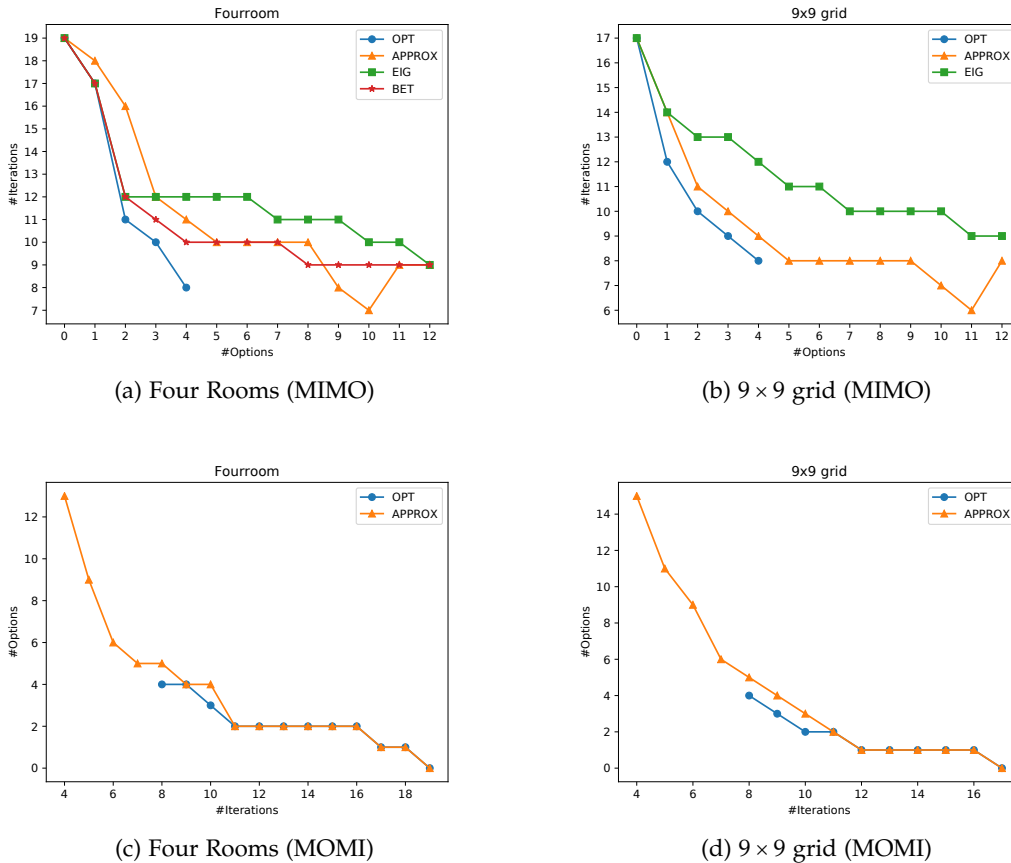 Fourroom
19
18
17
16
15
14
13
12
11
10
9
8
7
#Iterations
OPT
APPROX
EIG
BET
0 1 2 3 4 5 6 7 8 9 10 11 12
#Options
(a) Four Rooms (MIMO)
9x9 grid
17
16
15
14
13
12
11
10
9
8
7
6
#Iterations
OPT
APPROX
EIG
0 1 2 3 4 5 6 7 8 9 10 11 12
#Options
(b) 9 × 9 grid (MIMO)
Fourroom
12
10
8
6
4
2
0
#Options
OPT
APPROX
4 6 8 10 12 14 16 18
#Iterations
(c) Four Rooms (MOMI)
9x9 grid
14
12
10
8
6
4
2
0
#Options
OPT
APPROX
4 6 8 10 12 14 16
#Iterations
(d) 9 × 9 grid (MOMI)